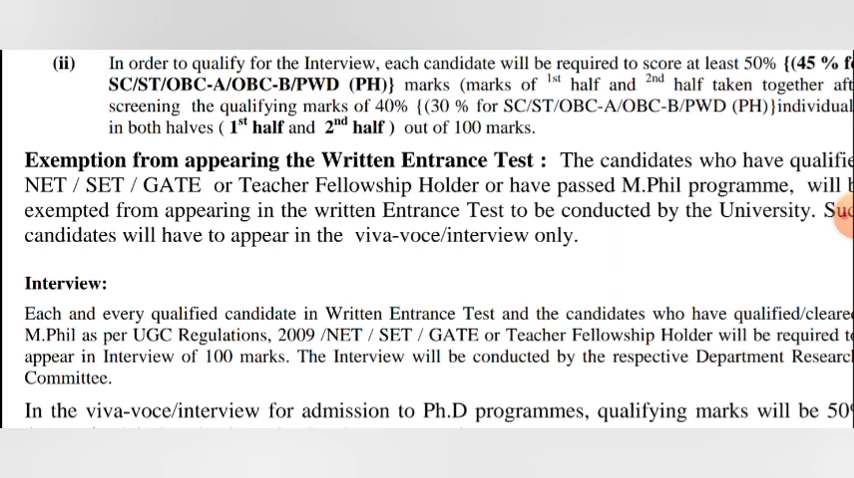 (ii) In order to qualify for the Interview, each candidate will be required to score at least 50% {(45 %
SC/ST/OBC-A/OBC-B/PWD (PH)} marks (marks of 1st half and 2nd half taken together
screening the qualifying marks of 40% {(30 % for SC/ST/OBC-A/OBC-B/PWD (PH)}
in both halves ( 1st half and 2nd half ) out of 100 marks.
Exemption from appearing the Written Entrance Test : The candidates who have
NET / SET / GATE or Teacher Fellowship Holder or have passed M.Phil programme, will
exempted from appearing in the written Entrance Test to be conducted by the University.
candidates will have to appear in the viva-voce/interview only.
Interview:
Each and every qualified candidate in Written Entrance Test and the candidates who have
M.Phil as per UGC Regulations, 2009 /NET / SET / GATE or Teacher Fellowship Holder will be required
appear in Interview of 100 marks. The Interview will be conducted by the respective Department
Committee.
In the viva-voce/interview for admission to Ph.D programmes, qualifying marks will be 50